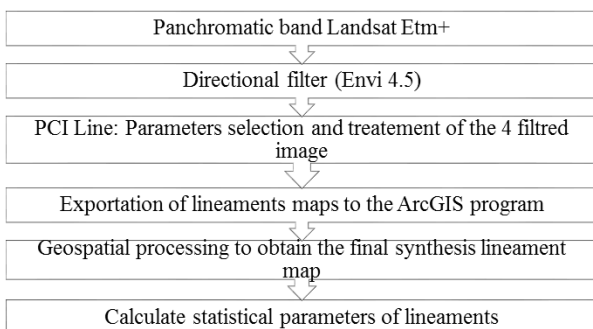 Panchromatic band Landsat Etm+
Directional filter (Envi 4.5)
PCI Line: Parameters selection and treatement of the 4 filtred
image
Exportation of lineaments maps to the ArcGIS program
Geospatial processing to obtain the final synthesis lineament
map
Calculate statistical parameters of lineaments